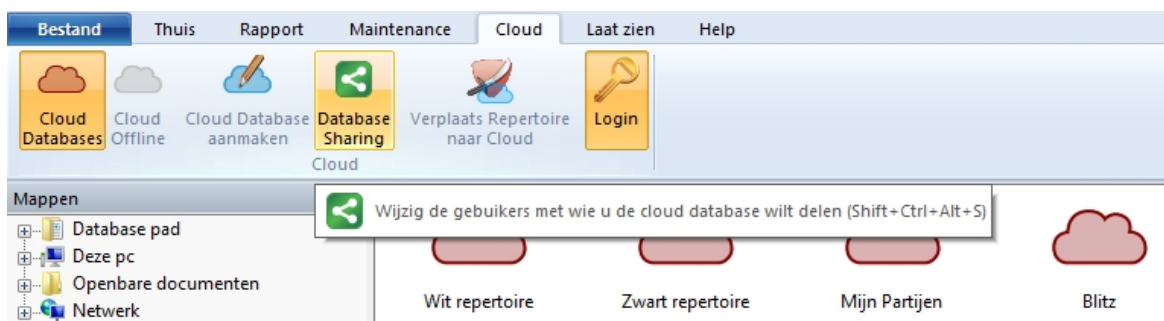 Bestand Thuis Rapport Maintenance Cloud Laat zien Help
Cloud Databases
Cloud Offline
Cloud Database aanmaken
Database Sharing
Verplaats Repertoire naar Cloud
Login
Cloud
Mappen
Wijzig de gebuikers met wie u de cloud database wilt delen (Shift+Ctrl+Alt+S)
Database pad
Deze pc
Openbare documenten
Netwerk
Wit repertoire Zwart repertoire Mijn Partijen Blitz